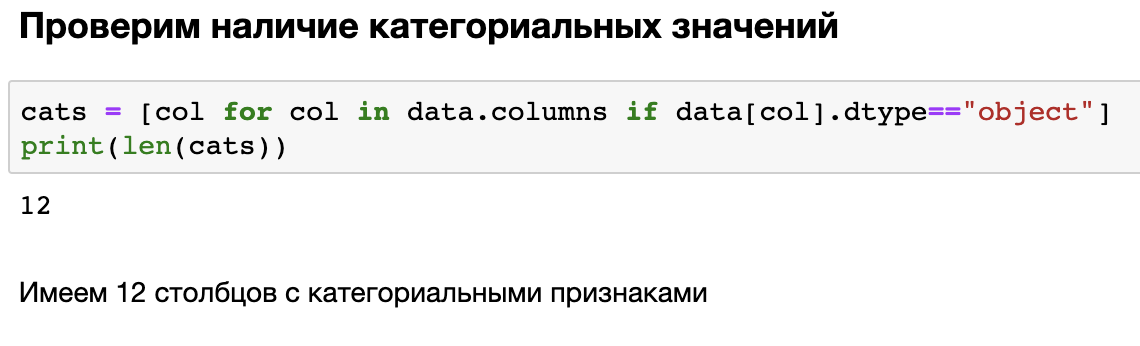 Проверим наличие категориальных значений
cats = [col for col in data.columns if data[col].dtype=="object"]
print(len(cats))
12
Имеем 12 столбцов с категориальными признаками